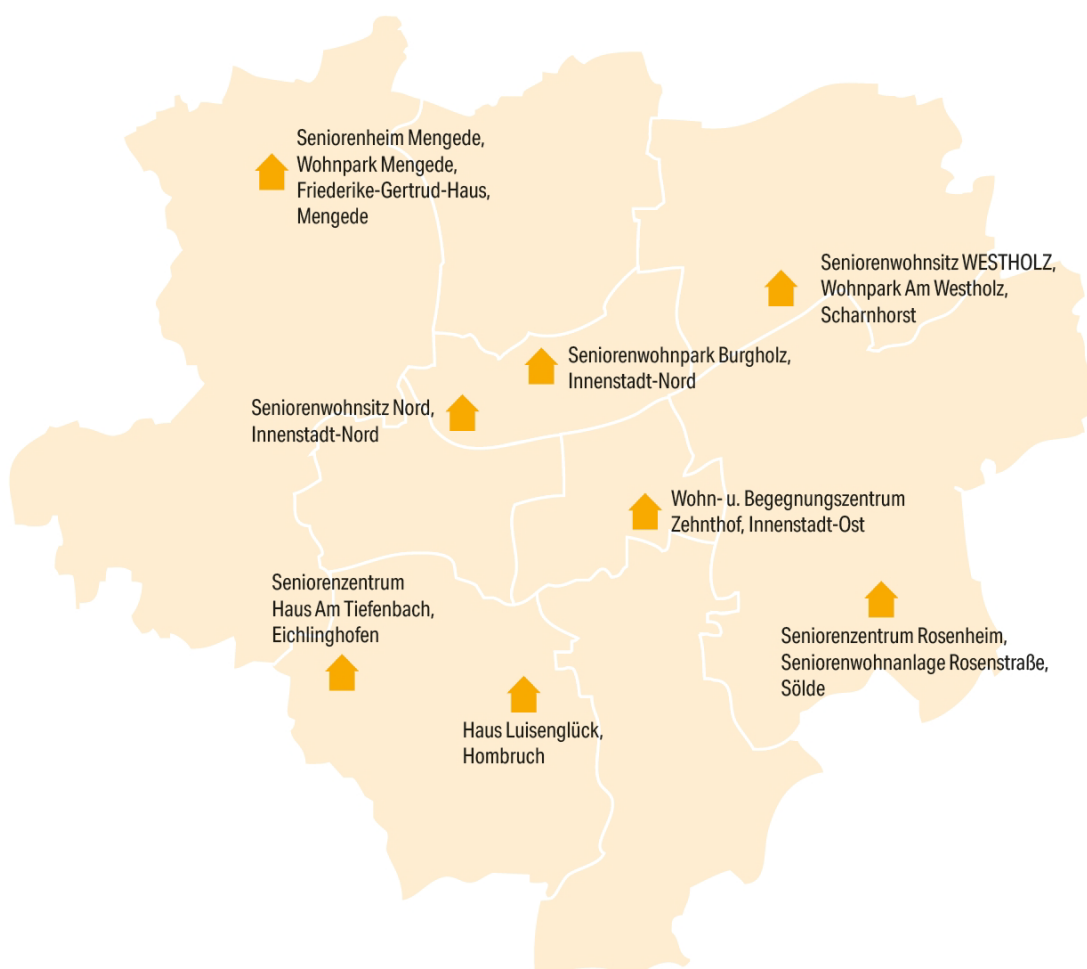 Seniorenheim Mengede,
Wohnpark Mengede,
Friederike-Gertrud-Haus,
Mengede
Seniorenwohnsitz WESTHOLZ,
Wohnpark Am Westholz,
Scharnhorst
Seniorenwohnpark Burgholz,
Innenstadt-Nord
Seniorenwohnsitz Nord,
Innenstadt-Nord
Wohn- u. Begegnungszentrum
Zehnthof, Innenstadt-Ost
Seniorenzentrum
Haus Am Tiefenbach,
Eichlinghofen
Seniorenzentrum Rosenheim,
Seniorenwohnanlage Rosenstraße,
Sölde
Haus Luisenglück,
Hombruch